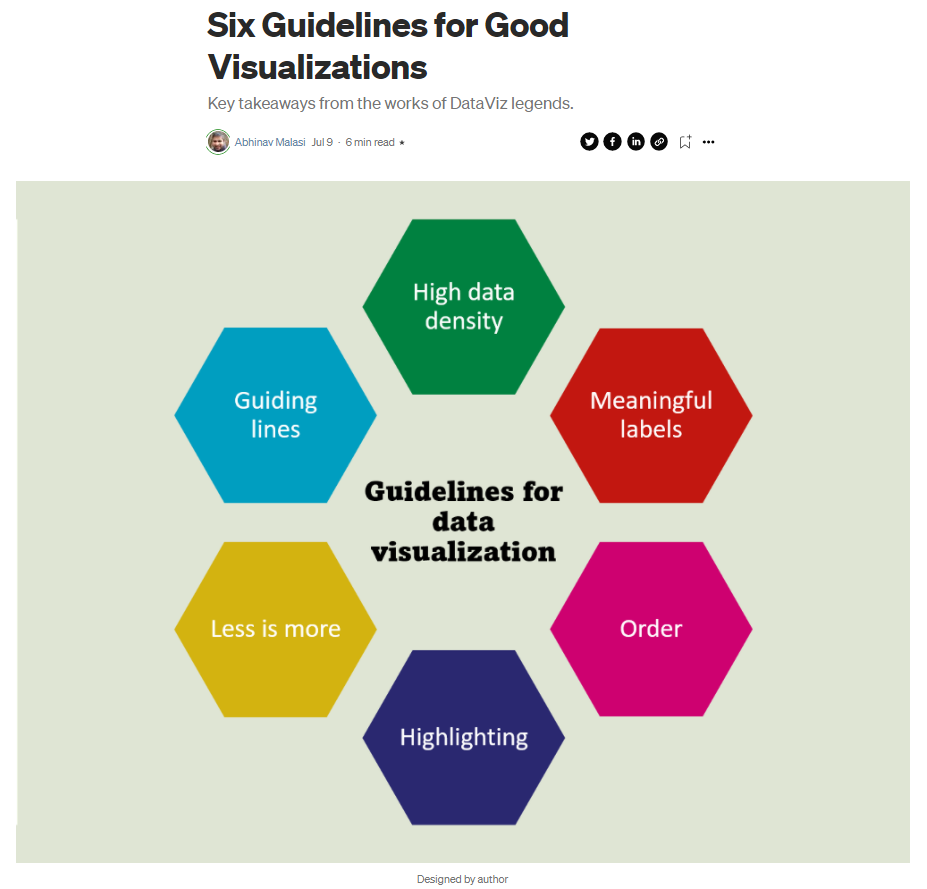 Six Guidelines for Good
Visualizations
Key takeaways from the works of DataViz legends.
Abhinav Malasi Jul 9 · 6 min read ★
High data
density
Guiding
lines
Meaningful
labels
Guidelines for
data
visualization
Less is more
Order
Highlighting
Designed by author